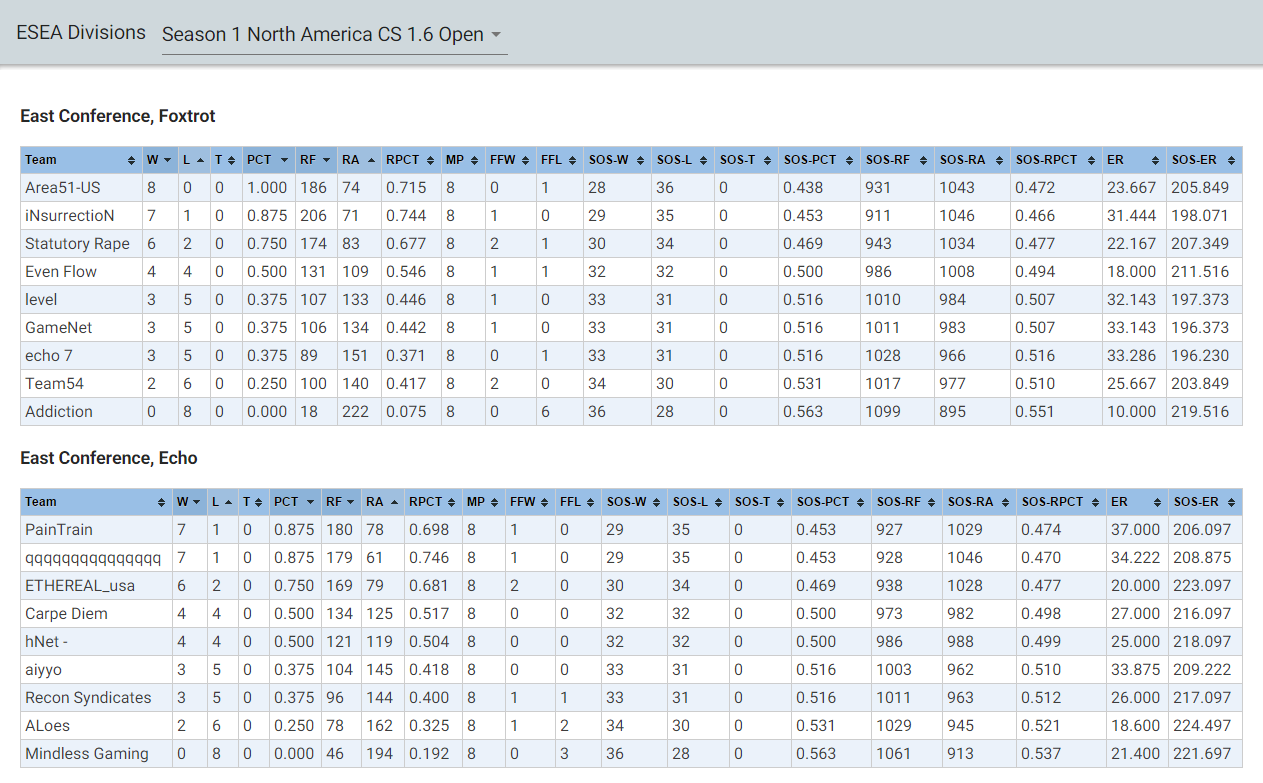 ESEA Divisions Season 1 North America CS 1.6 Open
East Conference, Foxtrot
Team W L T PCT RF RA RPCT MP FFW FFL SOS-W SOS-L SOS-T SOS-PCT SOS-RF SOS-RA SOS-RPCT ER SOS-ER
Area51-US 8 0 0 1.000 186 74 0.715 8 0 1 28 36 0 0.438 931 1043 0.472 23.667 205.849
iNsurrectioN 7 1 0 0.875 206 71 0.744 8 1 0 29 35 0 0.453 911 1046 0.466 31.444 198.071
Statutory Rape 6 2 0 0.750 174 83 0.677 8 2 1 30 34 0 0.469 943 1034 0.477 22.167 207.349
Even Flow 4 4 0 0.500 131 109 0.546 8 1 1 32 32 0 0.500 986 1008 0.494 18.000 211.516
level 3 5 0 0.375 107 133 0.446 8 1 0 33 31 0 0.516 1010 984 0.507 32.143 197.373
GameNet 3 5 0 0.375 106 134 0.442 8 1 0 33 31 0 0.516 1011 983 0.507 33.143 196.373
echo 7 3 5 0 0.375 89 151 0.371 8 0 1 33 31 0 0.516 1028 966 0.516 33.286 196.230
Team54 2 6 0 0.250 100 140 0.417 8 2 0 34 30 0 0.531 1017 977 0.510 25.667 203.849
Addiction 0 8 0 0.000 18 222 0.075 8 0 6 36 28 0 0.563 1099 895 0.551 10.000 219.516
East Conference, Echo
Team W L T PCT RF RA RPCT MP FFW FFL SOS-W SOS-L SOS-T SOS-PCT SOS-RF SOS-RA SOS-RPCT ER SOS-ER
PainTrain 7 1 0 0.875 180 78 0.698 8 1 0 29 35 0 0.453 927 1029 0.474 37.000 206.097
qqqqqqqqqqqqqqq 7 1 0 0.875 179 61 0.746 8 1 0 29 35 0 0.453 928 1046 0.470 34.222 208.875
ETHEREAL_usa 6 2 0 0.750 169 79 0.681 8 2 0 30 34 0 0.469 938 1028 0.477 20.000 223.097
Carpe Diem 4 4 0 0.500 134 125 0.517 8 0 0 32 32 0 0.500 973 982 0.498 27.000 216.097
hNet - 4 4 0 0.500 121 119 0.504 8 0 0 32 32 0 0.500 986 988 0.499 25.000 218.097
aiyyo 3 5 0 0.375 104 145 0.418 8 0 0 33 31 0 0.516 1003 962 0.510 33.875 209.222
Recon Syndicates 3 5 0 0.375 96 144 0.400 8 1 1 33 31 0 0.516 1011 963 0.512 26.000 217.097
ALoes 2 6 0 0.250 78 162 0.325 8 1 2 34 30 0 0.531 1029 945 0.521 18.600 224.497
Mindless Gaming 0 8 0 0.000 46 194 0.192 8 0 3 36 28 0 0.563 1061 913 0.537 21.400 221.697